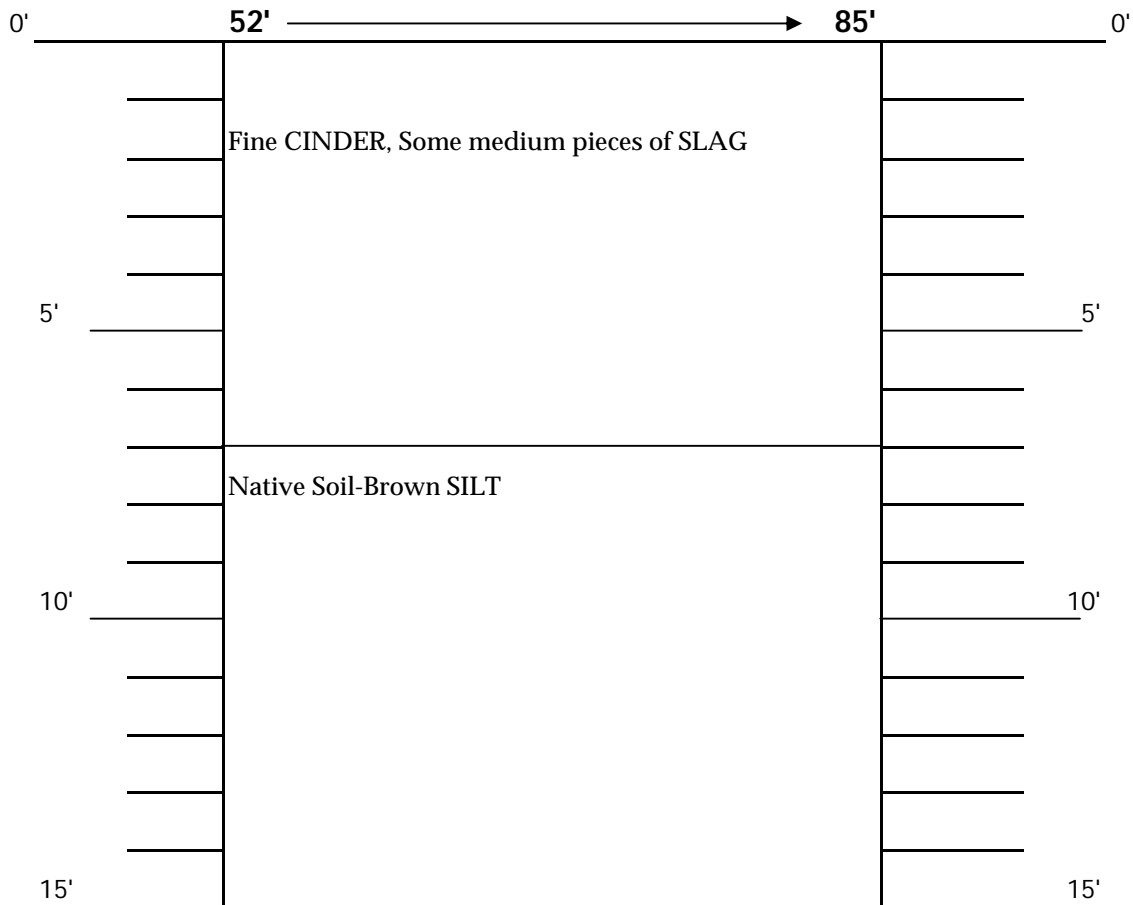 0' 52' 85' 0'
Fine CINDER, Some medium pieces of SLAG
5' 5'
Native Soil-Brown SILT
10' 10'
15' 15'